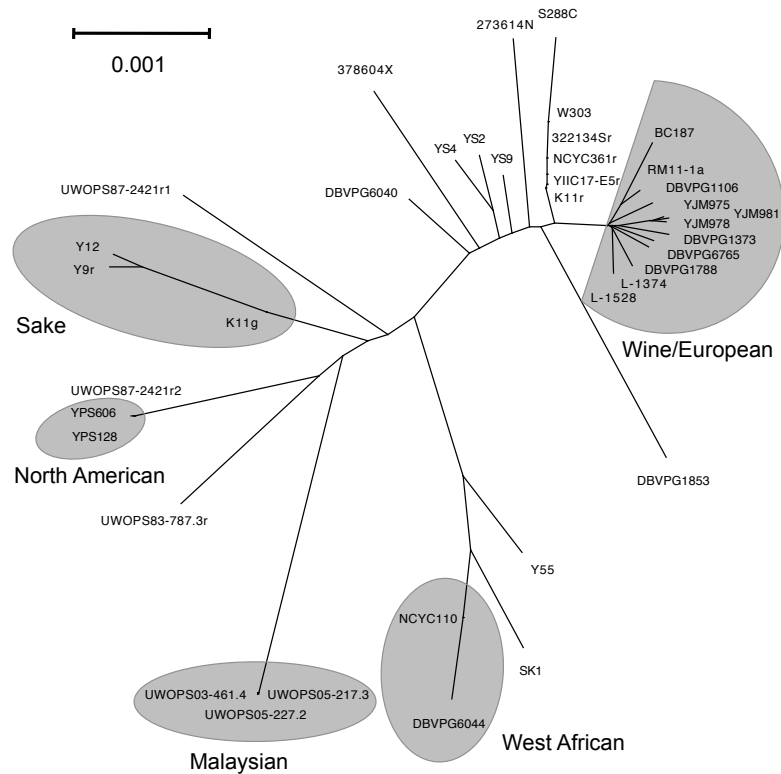 S288C
273614N
0.001
378604X
W303
322134Sr
NCYC361r
YIIC17-E5r
K11r
BC187
RM11-1a
DBVPG1106
YJM975
YJM981
YJM978
DBVPG1373
DBVPG6765
DBVPG1788
L-1374
L-1528
Wine/European
YS2
YS4
YS9
DBVPG6040
UWOPS87-2421r1
Y12
Y9r
K11g
Sake
UWOPS87-2421r2
YPS606
YPS128
North American
DBVPG1853
UWOPS83-787.3r
Y55
NCYC110
SK1
DBVPG6044
West African
UWOPS03-461.4
UWOPS05-217.3
UWOPS05-227.2
Malaysian